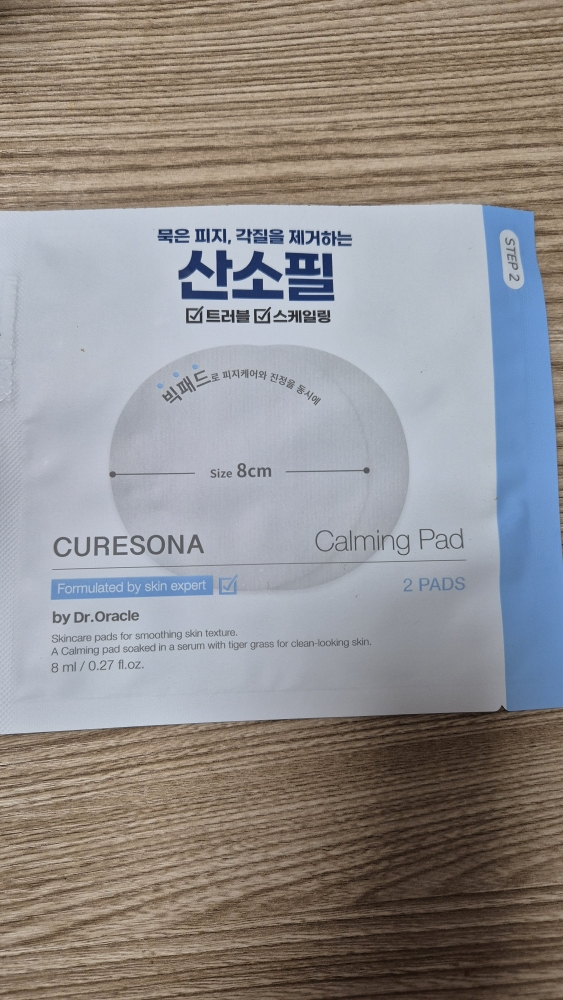 묵은 피지, 각질을 제거하는
산소필
트러블 스케일링
STEP 2
빅패드로 피지케어와 진정을 동시에
Size 8cm
CURESONA
Calming Pad
Formulated by skin expert
2 PADS
by Dr.Oracle
Skincare pads for smoothing skin texture.
A Calming pad soaked in a serum with tiger grass for clean-looking skin.
8 ml / 0.27 fl.oz.